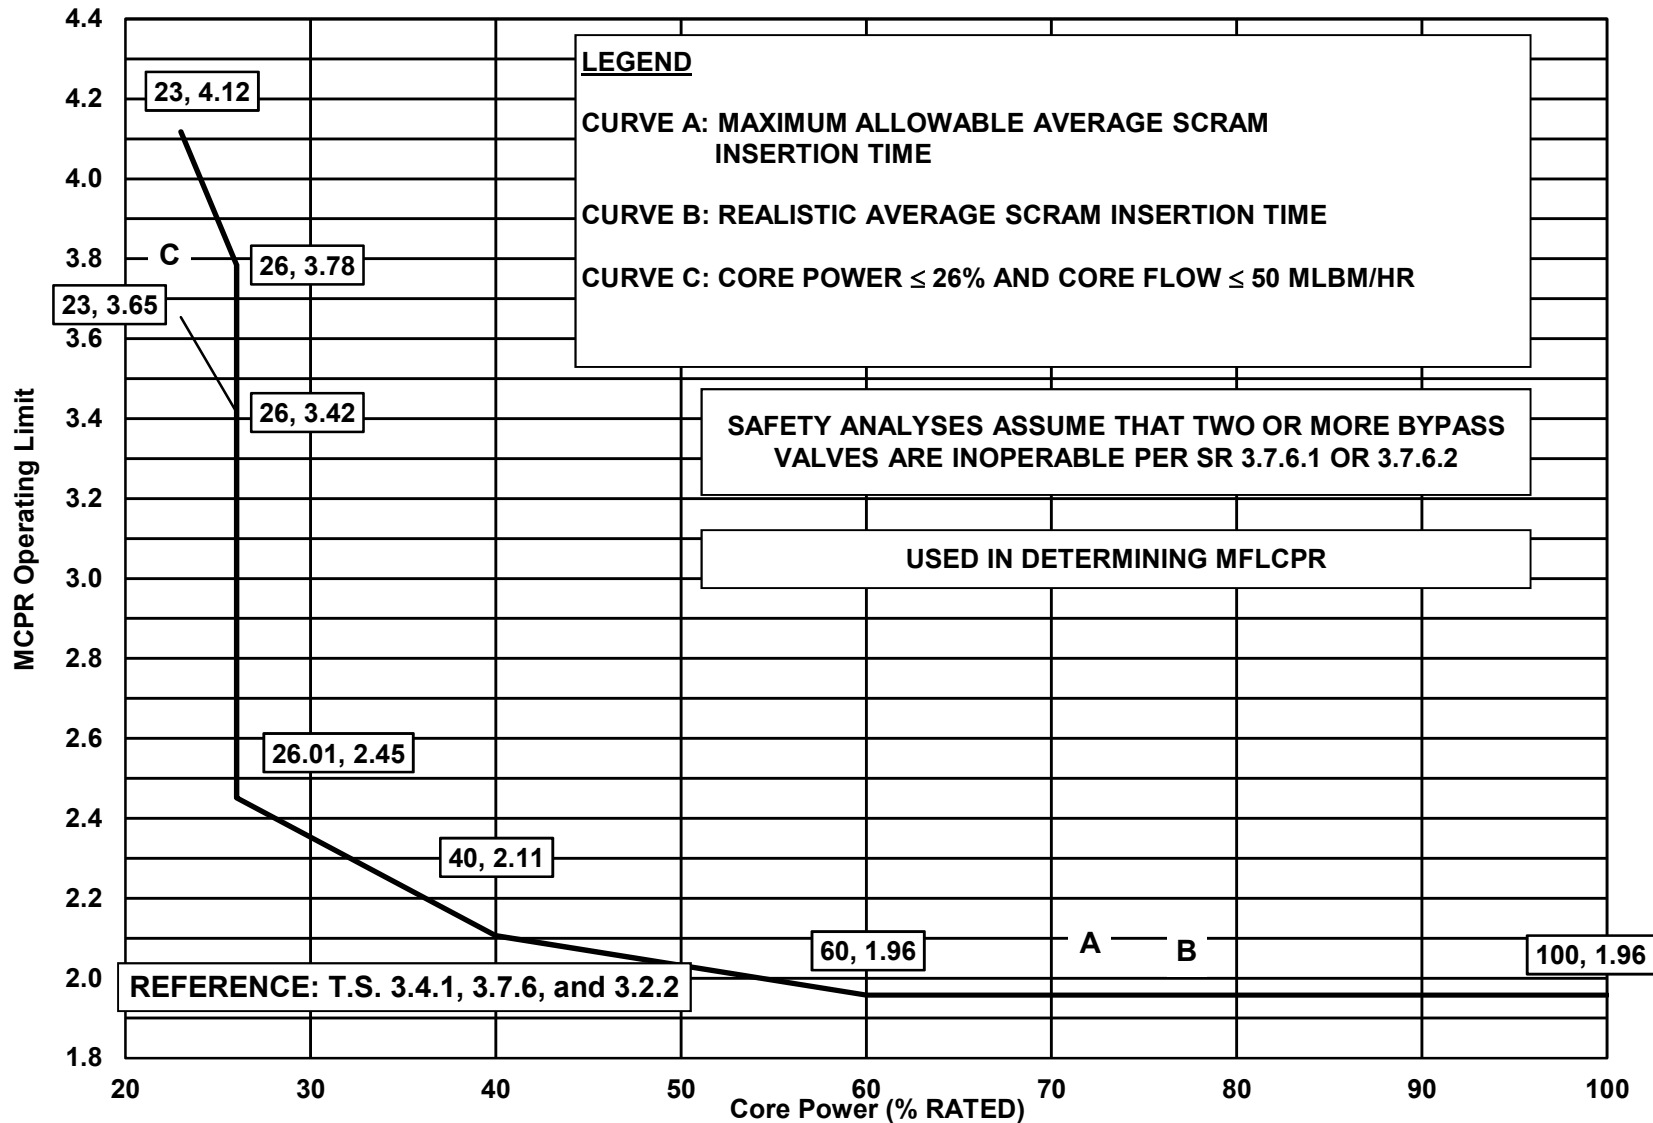 4.4
4.2
4.0
3.8
3.6
3.4
3.2
3.0
2.8
2.6
2.4
2.2
2.0
1.8
MCPR Operating Limit
23, 4.12
C
26, 3.78
23, 3.65
26, 3.42
26.01, 2.45
40, 2.11
60, 1.96
A
B
100, 1.96
LEGEND
CURVE A: MAXIMUM ALLOWABLE AVERAGE SCRAM
INSERTION TIME
CURVE B: REALISTIC AVERAGE SCRAM INSERTION TIME
CURVE C: CORE POWER ≤ 26% AND CORE FLOW ≤ 50 MLBM/HR
SAFETY ANALYSES ASSUME THAT TWO OR MORE BYPASS
VALVES ARE INOPERABLE PER SR 3.7.6.1 OR 3.7.6.2
USED IN DETERMINING MFLCPR
REFERENCE: T.S. 3.4.1, 3.7.6, and 3.2.2
20 30 40 50 60 70 80 90 100
Core Power (% RATED)